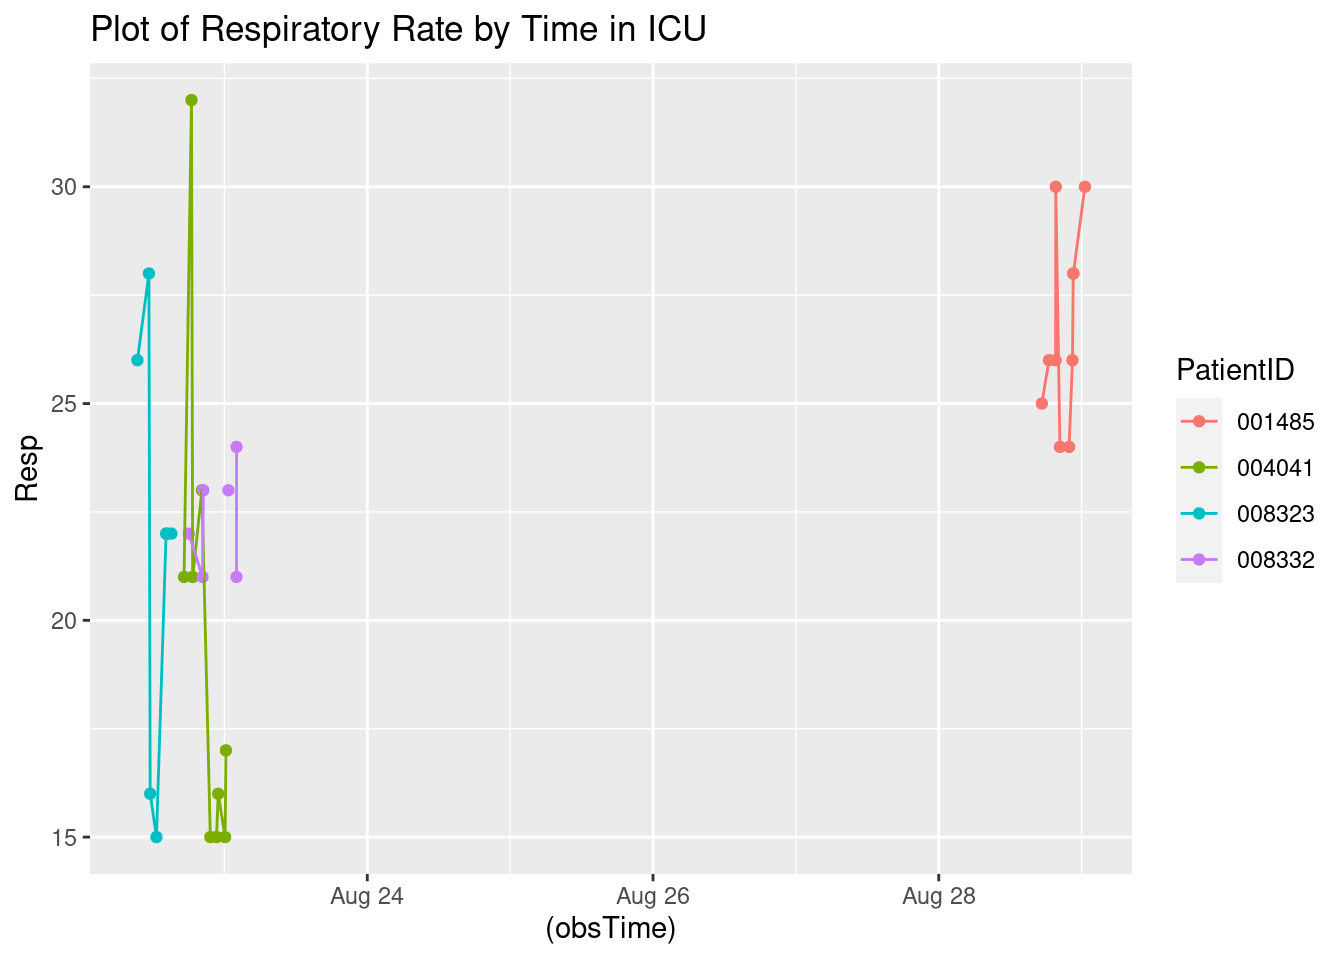 Plot of Respiratory Rate by Time in ICU
30
25
20
15
Resp
Aug 24
Aug 26
Aug 28
(obsTime)
PatientID
001485
004041
008323
008332